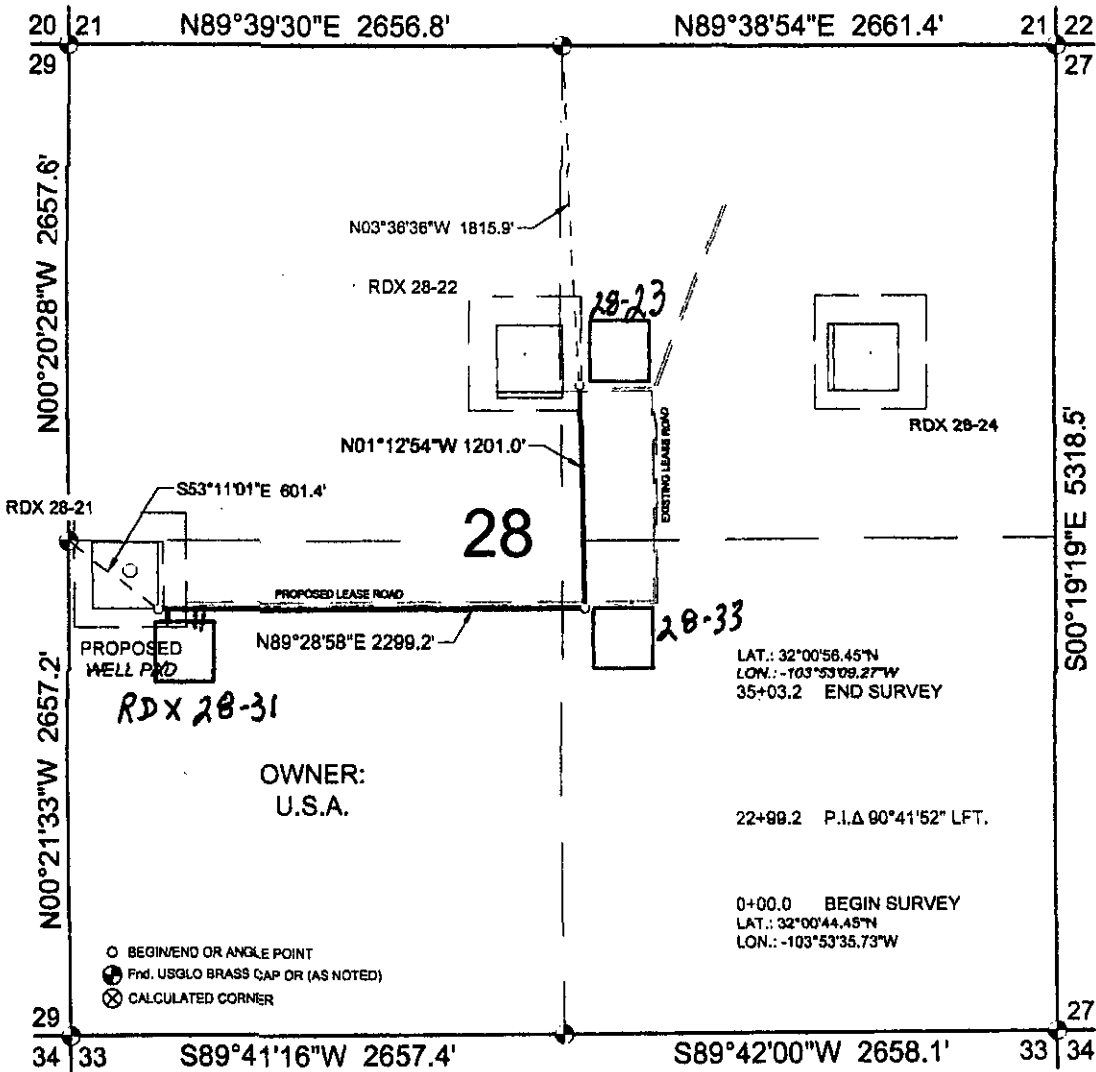 20 21 N89°39'30"E 2656.8' N89°38'54"E 2661.4' 21 22
29 27
N00°20'28"W 2657.6'
N03°36'36"W 1815.9'
RDX 28-22
28-23
RDX 28-24
N01°12'54"W 1201.0'
EXISTING LEASE ROAD
S00°19'19"E 5318.5'
RDX 28-21
S53°11'01"E 601.4'
28
PROPOSED LEASE ROAD
N89°28'58"E 2299.2'
28-33
PROPOSED
WELL PAD
RDX 28-31
N00°21'33"W 2657.2'
LAT.: 32°00'56.45"N
LON.: -103°53'09.27"W
35+03.2 END SURVEY
OWNER:
U.S.A.
22+99.2 P.I.Δ 90°41'52" LFT.
0+00.0 BEGIN SURVEY
LAT.: 32°00'44.45"N
LON.: -103°53'35.73"W
BEGIN/END OR ANGLE POINT
Fnd. USGLO BRASS CAP OR (AS NOTED)
CALCULATED CORNER
29 27
34 33 S89°41'16"W 2657.4' S89°42'00"W 2658.1' 33 34